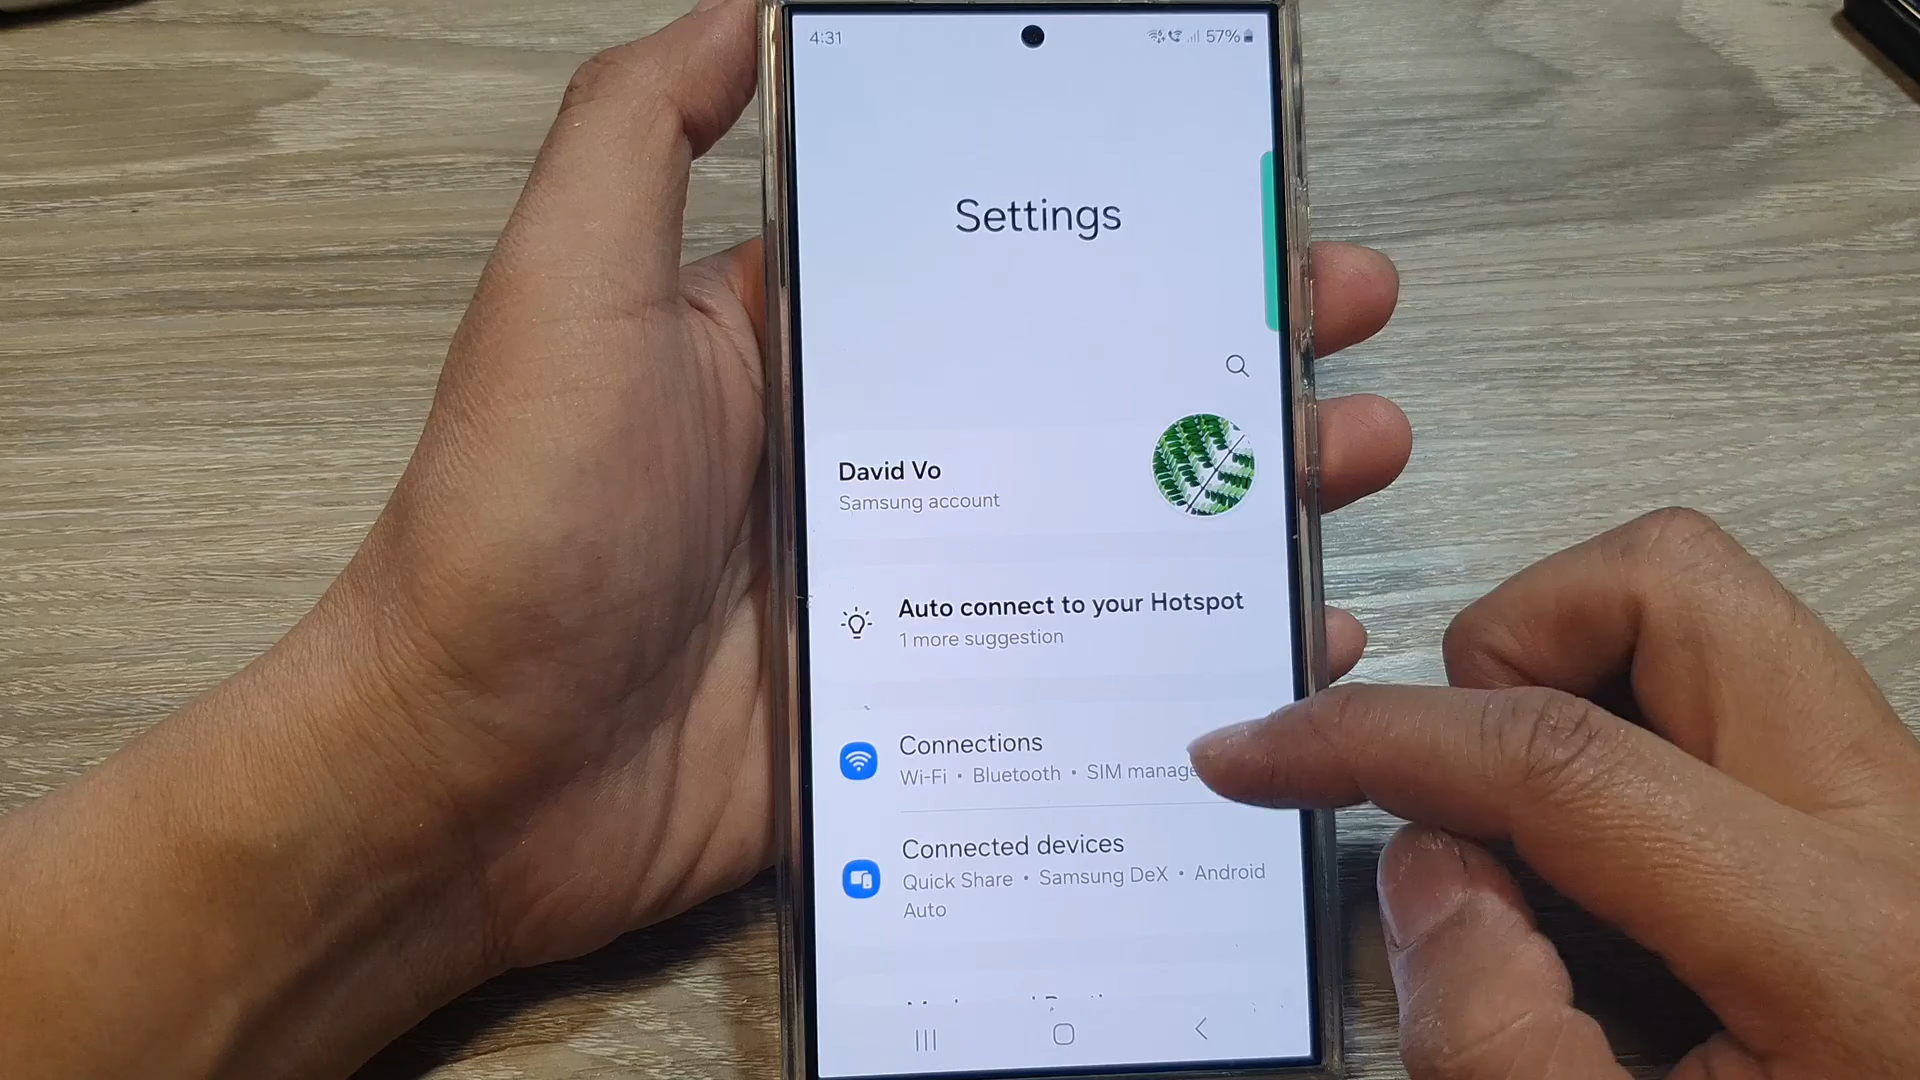 4:31
57%
Settings
David Vo
Samsung account
Auto connect to your Hotspot
1 more suggestion
Connections
Wi-Fi • Bluetooth • SIM manage
Connected devices
Quick Share • Samsung DeX • Android
Auto